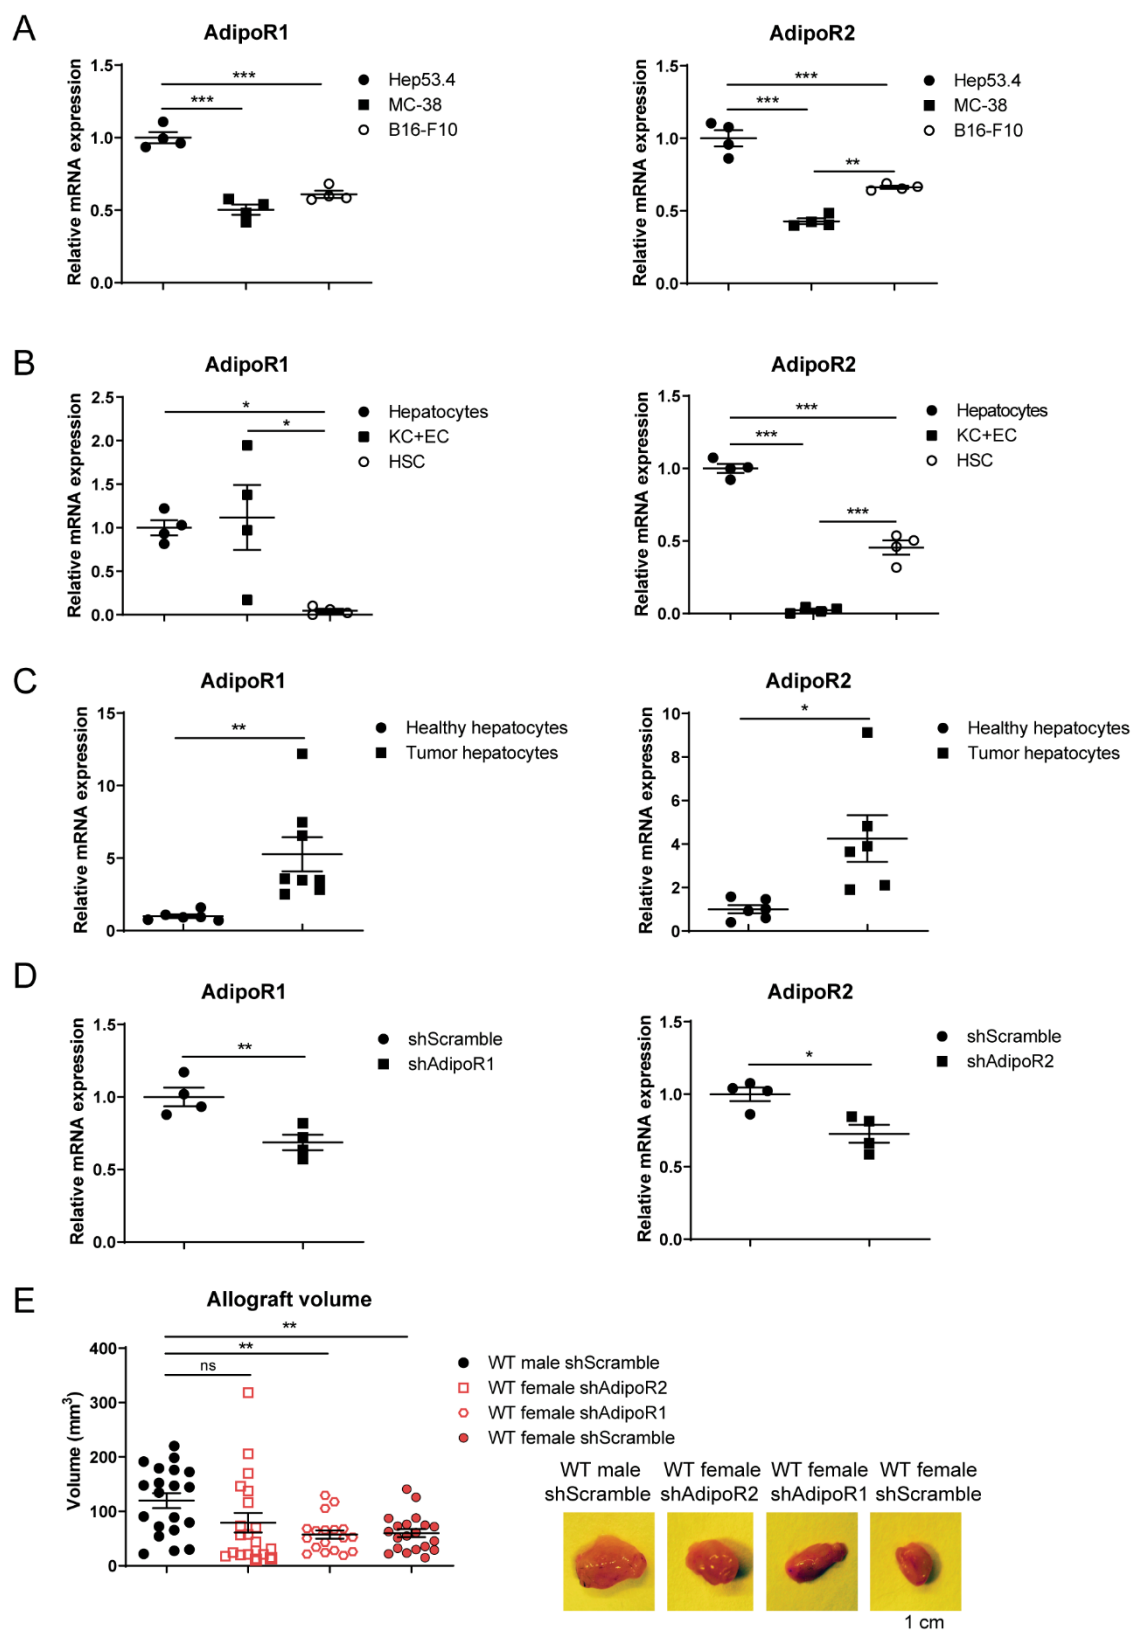 A
AdipoR1
Relative mRNA expression
1.5
1.0
0.5
0.0
***
***
Hep53.4
MC-38
B16-F10
AdipoR2
Relative mRNA expression
1.5
1.0
0.5
0.0
***
***
**
Hep53.4
MC-38
B16-F10
B
AdipoR1
Relative mRNA expression
2.5
2.0
1.5
1.0
0.5
0.0
*
*
Hepatocytes
KC+EC
HSC
AdipoR2
Relative mRNA expression
1.5
1.0
0.5
0.0
***
***
***
Hepatocytes
KC+EC
HSC
C
AdipoR1
Relative mRNA expression
15
10
5
0
**
Healthy hepatocytes
Tumor hepatocytes
AdipoR2
Relative mRNA expression
10
8
6
4
2
0
*
Healthy hepatocytes
Tumor hepatocytes
D
AdipoR1
Relative mRNA expression
1.5
1.0
0.5
0.0
**
shScramble
shAdipoR1
AdipoR2
Relative mRNA expression
1.5
1.0
0.5
0.0
*
shScramble
shAdipoR2
E
Allograft volume
Volume (mm³)
400
300
200
100
0
**
**
ns
WT male shScramble
WT female shAdipoR2
WT female shAdipoR1
WT female shScramble
WT male WT female WT female WT female
shScramble shAdipoR2 shAdipoR1 shScramble
1 cm